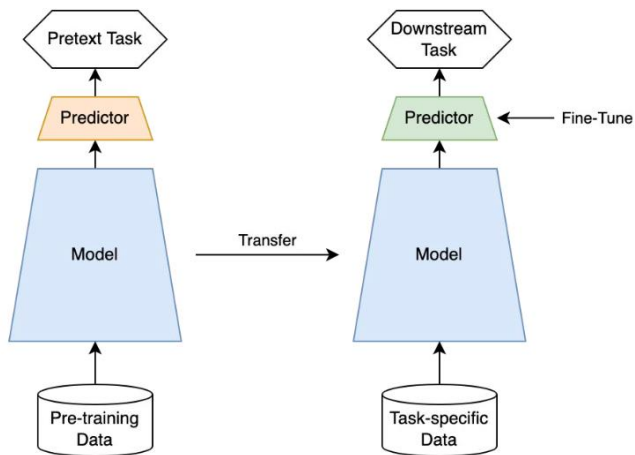 Pretext Task
Downstream
Task
Predictor
Predictor
Fine-Tune
Model
Transfer
Model
Pre-training
Data
Task-specific
Data